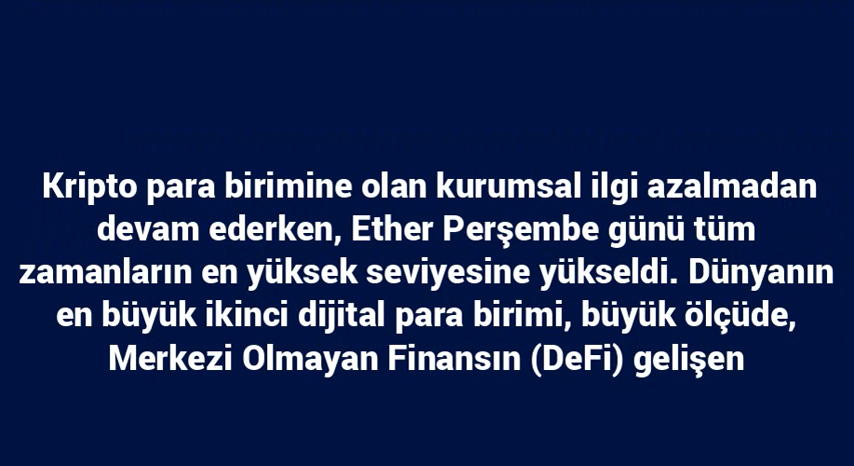 Kripto para birimine olan kurumsal ilgi azalmadan
devam ederken, Ether Perşembe günü tüm
zamanların en yüksek seviyesine yükseldi. Dünyanın
en büyük ikinci dijital para birimi, büyük ölçüde,
Merkezi Olmayan Finansın (DeFi) gelişen